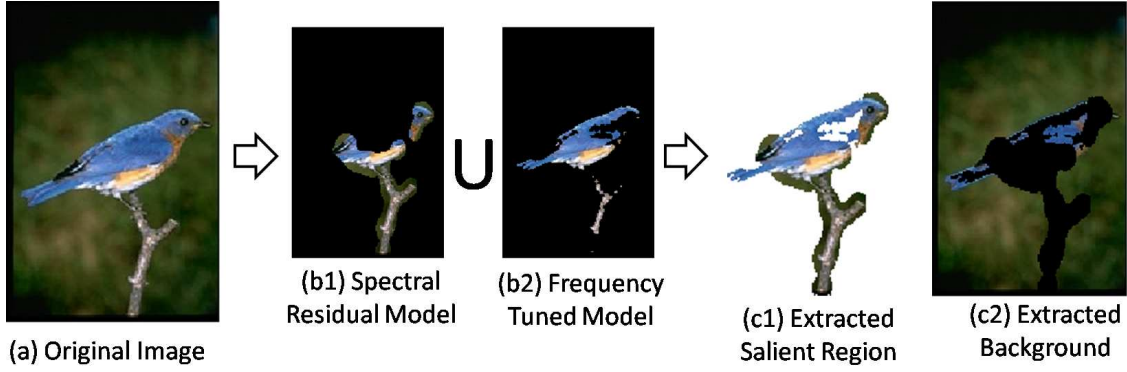 (a) Original Image
U
(b1) Spectral
Residual Model
(b2) Frequency
Tuned Model
(c1) Extracted
Salient Region
(c2) Extracted
Background